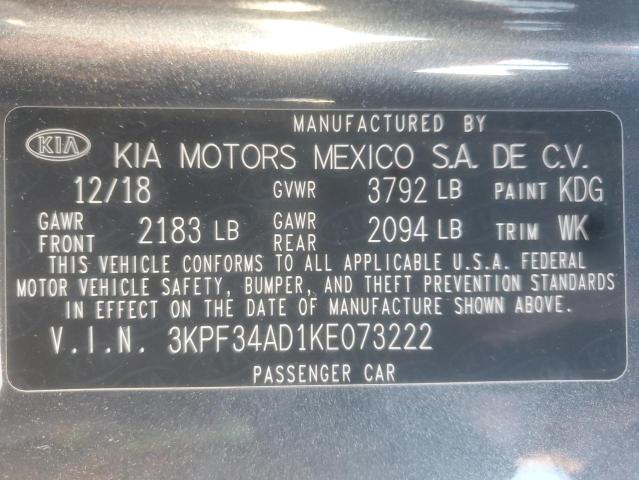 MANUFACTURED BY
KIA KIA MOTORS MEXICO S.A. DE C.V.
12/18 GVWR 3792 LB PAINT KDG
GAWR FRONT 2183 LB GAWR REAR 2094 LB TRIM WK
THIS VEHICLE CONFORMS TO ALL APPLICABLE U.S.A. FEDERAL
MOTOR VEHICLE SAFETY, BUMPER, AND THEFT PREVENTION STANDARDS
IN EFFECT ON THE DATE OF MANUFACTURE SHOWN ABOVE.
V.I.N. 3KPF34AD1KE073222
PASSENGER CAR